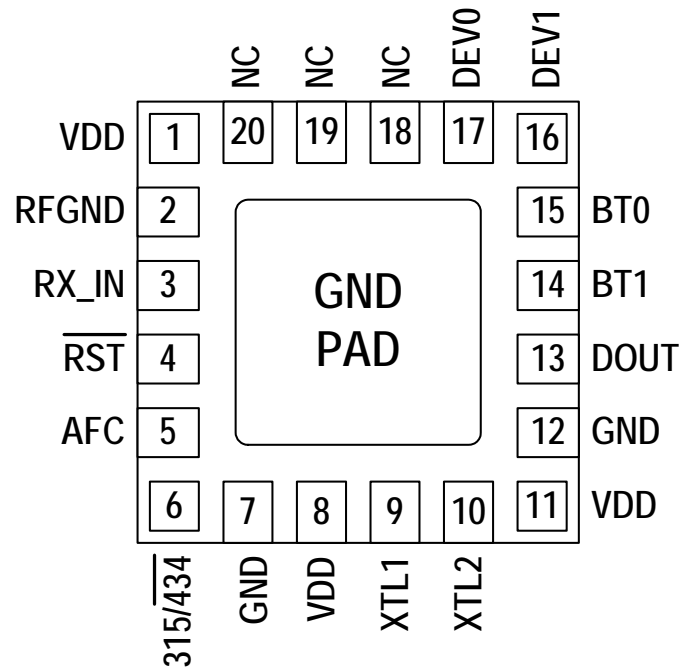 NC
NC
NC
DEV0
DEV1
VDD
1
20
19
18
17
16
RFGND
2
15
BT0
RX_IN
3
GND
PAD
14
BT1
RST
4
13
DOUT
AFC
5
12
GND
6
7
8
9
10
11
VDD
315/434
GND
VDD
XTL1
XTL2